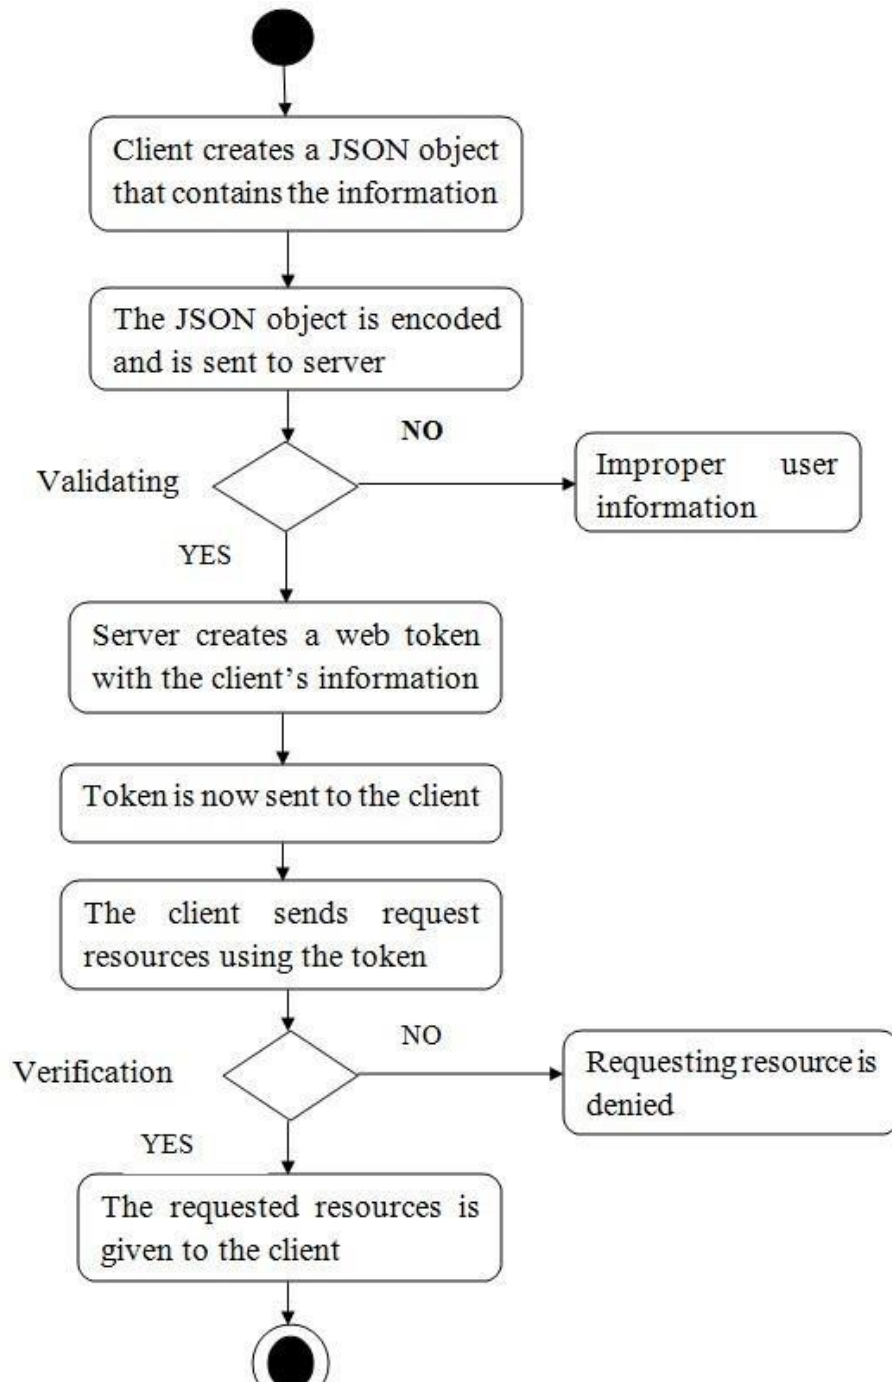 Client creates a JSON object
that contains the information
The JSON object is encoded
and is sent to server
NO
Validating
Improper user
information
YES
Server creates a web token
with the client's information
Token is now sent to the client
The client sends request
resources using the token
NO
Verification
Requesting resource is
denied
YES
The requested resources is
given to the client